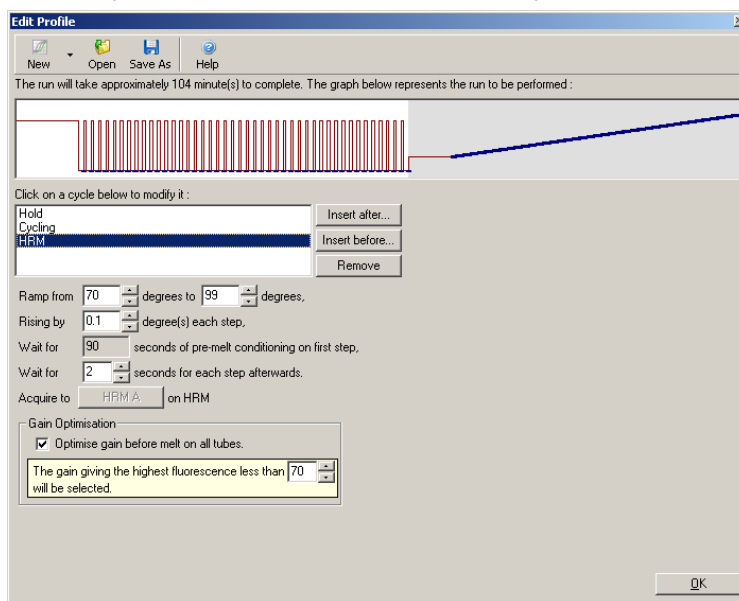 Edit Profile
New Open Save As Help
The run will take approximately 104 minute(s) to complete. The graph below represents the run to be performed :
Click on a cycle below to modify it :
Hold
Cycling
HRM
Insert after...
Insert before...
Remove
Ramp from 70 degrees to 99 degrees,
Rising by 0.1 degree(s) each step,
Wait for 90 seconds of pre-melt conditioning on first step,
Wait for 2 seconds for each step afterwards.
Acquire to HRM A on HRM
Gain Optimisation
Optimise gain before melt on all tubes.
The gain giving the highest fluorescence less than 70
will be selected.
OK